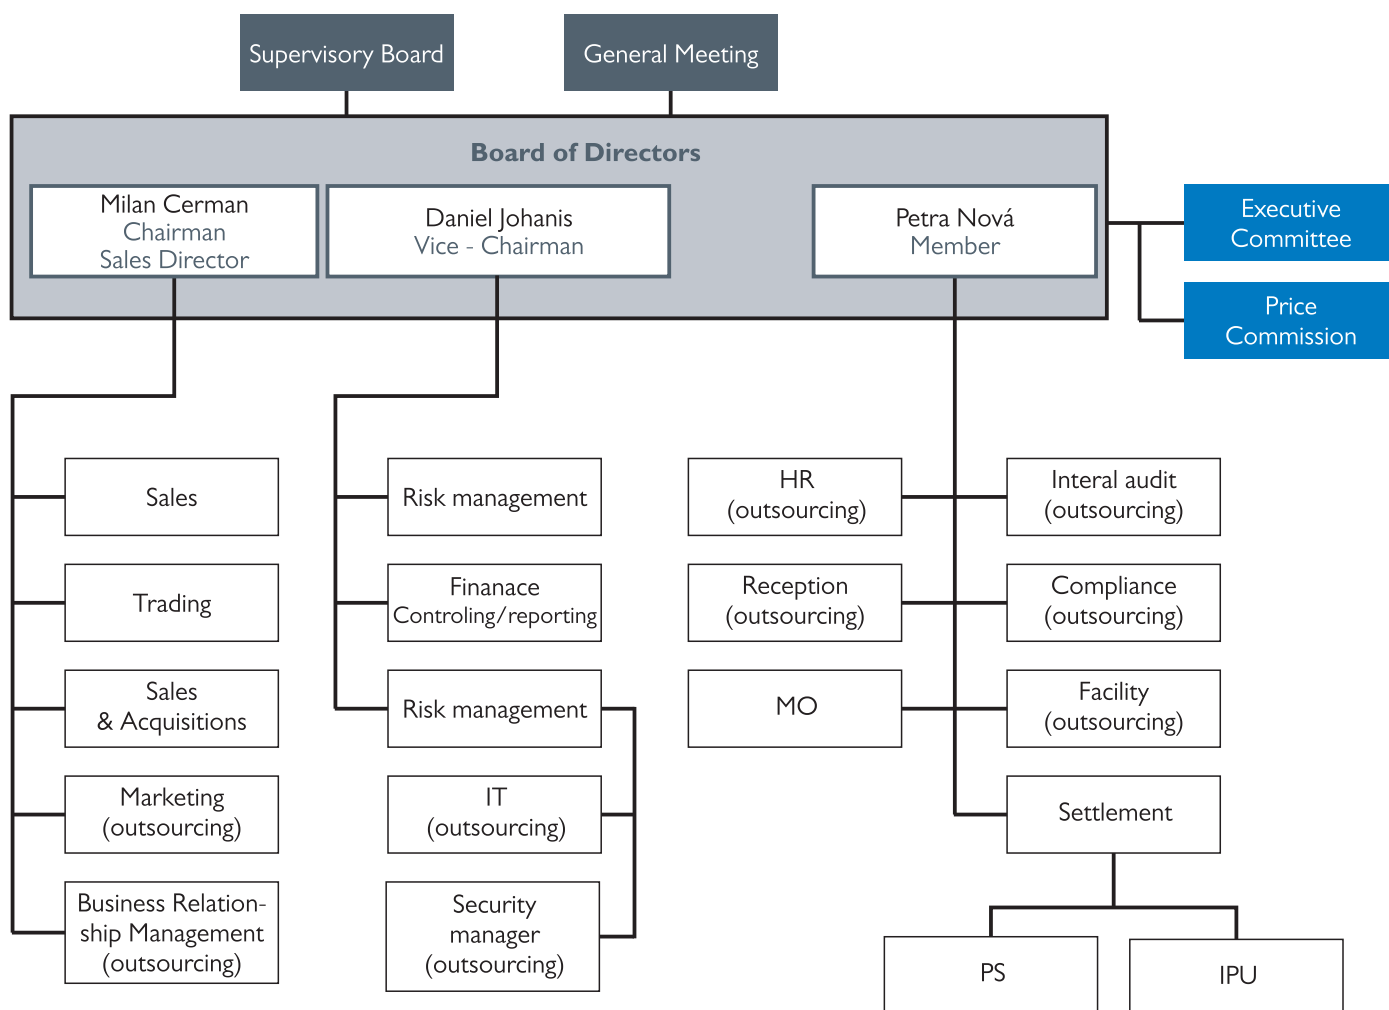 Supervisory Board
General Meeting
Board of Directors
Milan Cerman
Chairman
Sales Director
Daniel Johanis
Vice - Chairman
Petra Nová
Member
Executive
Committee
Price
Commission
Sales
Trading
Sales
& Acquisitions
Marketing
(outsourcing)
Business Relation-
ship Management
(outsourcing)
Risk management
Finanace
Controling/reporting
Risk management
IT
(outsourcing)
Security
manager
(outsourcing)
HR
(outsourcing)
Reception
(outsourcing)
MO
Interal audit
(outsourcing)
Compliance
(outsourcing)
Facility
(outsourcing)
Settlement
PS
IPU